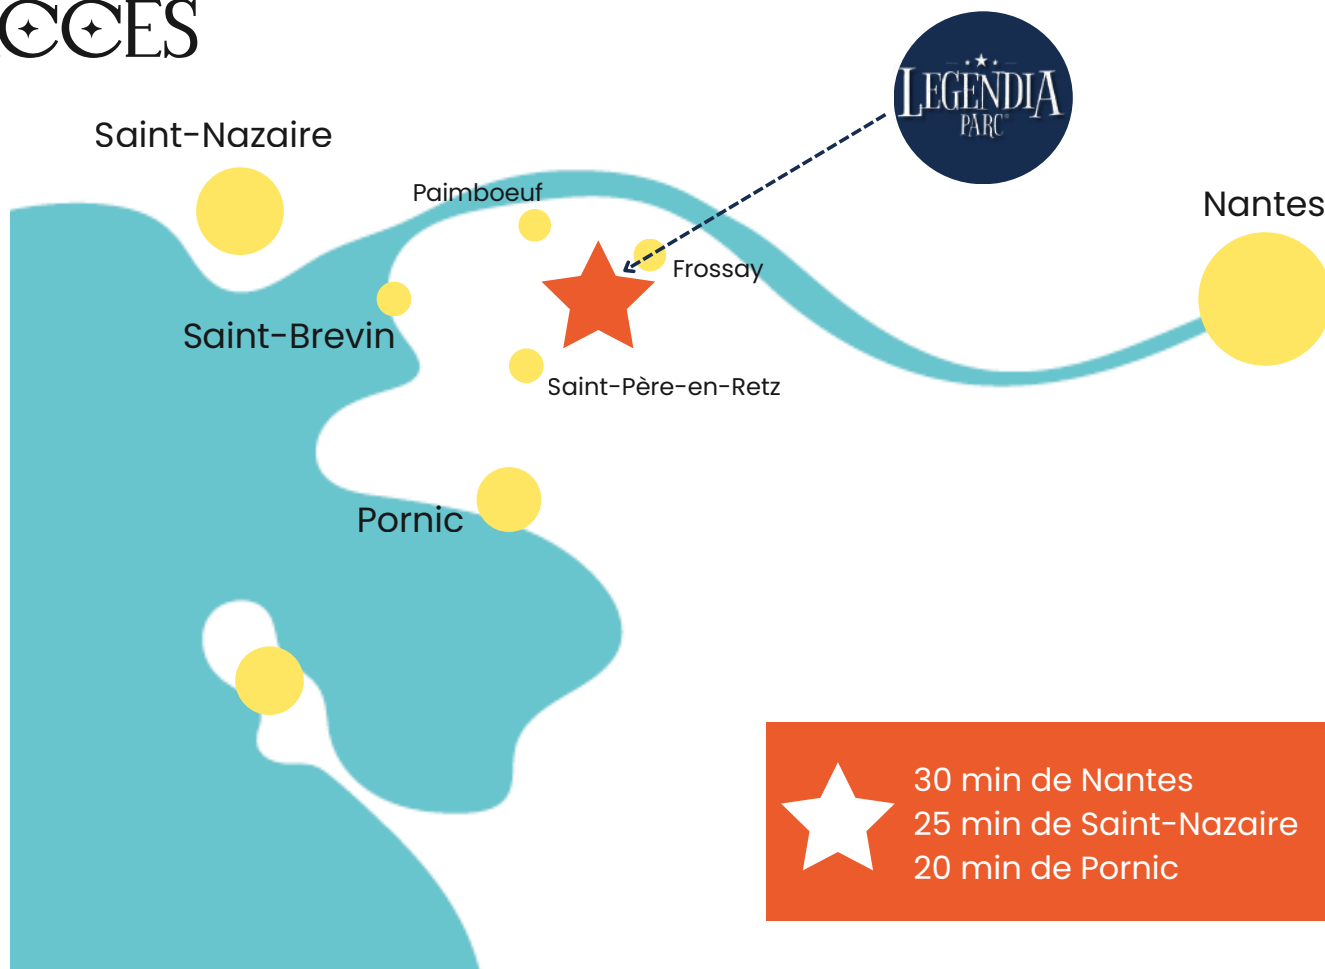 CCÈS
LEGENDIA
PARC
Saint-Nazaire
Paimboeuf
Nantes
Frossay
Saint-Brevin
Saint-Père-en-Retz
Pornic
30 min de Nantes
25 min de Saint-Nazaire
20 min de Pornic